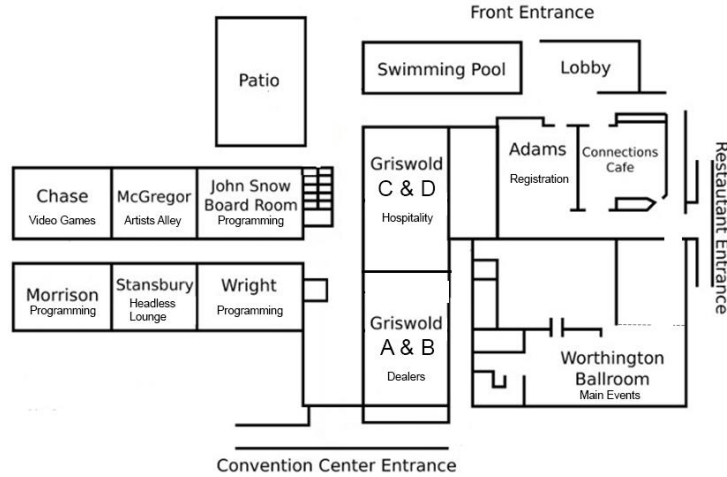 Front Entrance
Patio
Swimming Pool
Lobby
Griswold
C & D
Hospitality
Adams
Registration
Connections
Cafe
Restautant Entrance
Chase
Video Games
McGregor
Artists Alley
John Snow
Board Room
Programming
Morrison
Programming
Stansbury
Headless
Lounge
Wright
Programming
Griswold
A & B
Dealers
Worthington
Ballroom
Main Events
Convention Center Entrance